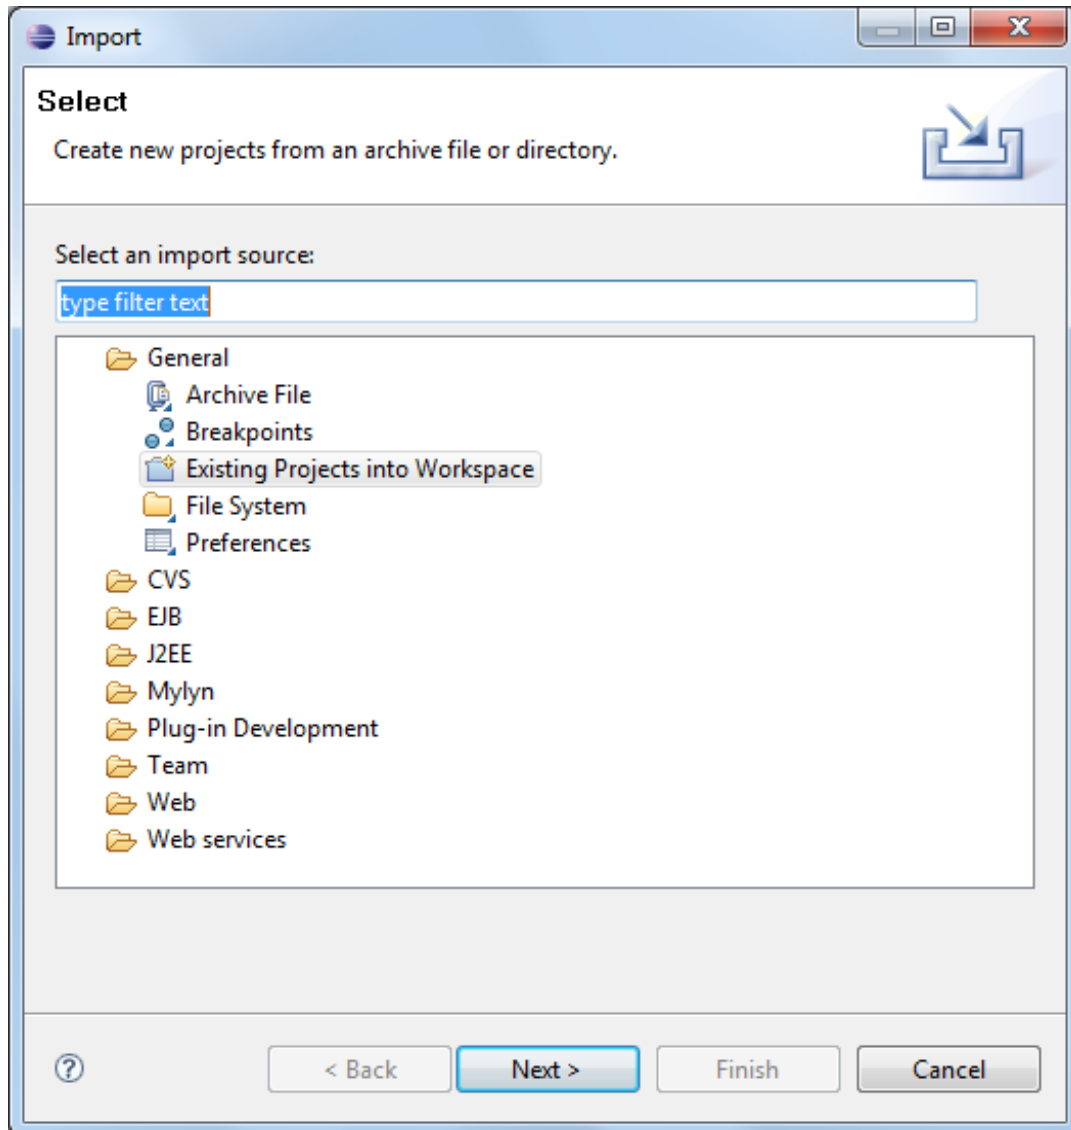 Import
Select
Create new projects from an archive file or directory.
Select an import source:
type filter text
General
Archive File
Breakpoints
Existing Projects into Workspace
File System
Preferences
CVS
EJB
J2EE
Mylyn
Plug-in Development
Team
Web
Web services
? < Back Next > Finish Cancel